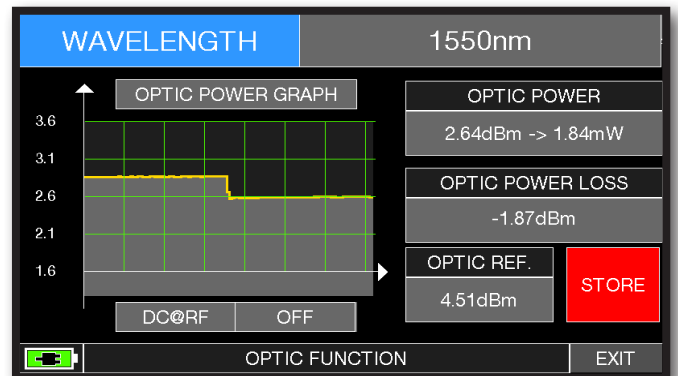 WAVELENGTH
1550nm
OPTIC POWER GRAPH
3.6
3.1
2.6
2.1
1.6
DC@RF
OFF
OPTIC POWER
2.64dBm -> 1.84mW
OPTIC POWER LOSS
-1.87dBm
OPTIC REF.
4.51dBm
STORE
OPTIC FUNCTION
EXIT